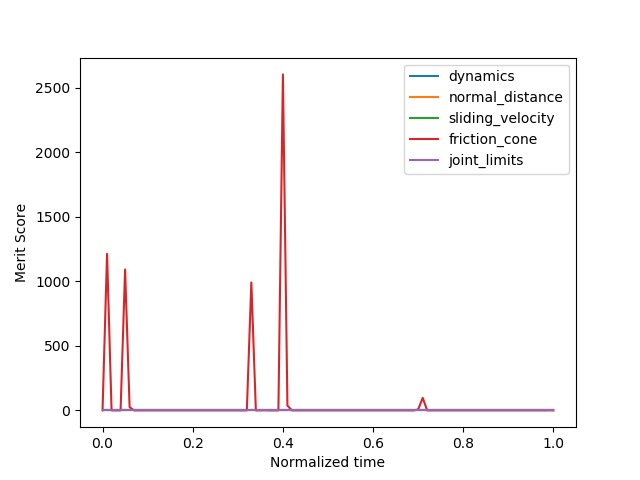 dynamics
normal_distance
sliding_velocity
friction_cone
joint_limits
2500
2000
1500
1000
500
0
Merit Score
0.0 0.2 0.4 0.6 0.8 1.0
Normalized time